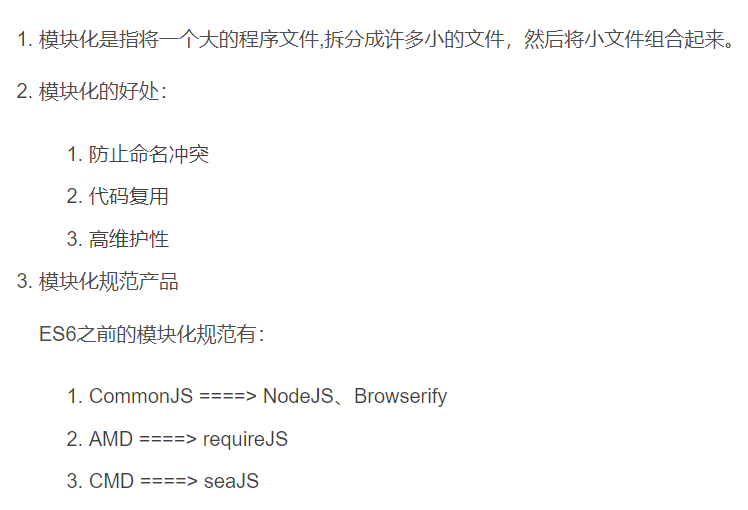 1. 模块化是指将一个大的程序文件,拆分成许多小的文件，然后将小文件组合起来。
2. 模块化的好处：
1. 防止命名冲突
2. 代码复用
3. 高维护性
3. 模块化规范产品
ES6之前的模块化规范有：
1. CommonJS ====> NodeJS、Browserify
2. AMD ====> requireJS
3. CMD ====> seaJS